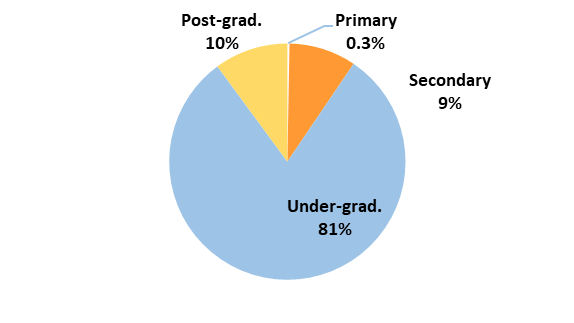 Post-grad.
10%
Primary
0.3%
Secondary
9%
Under-grad.
81%